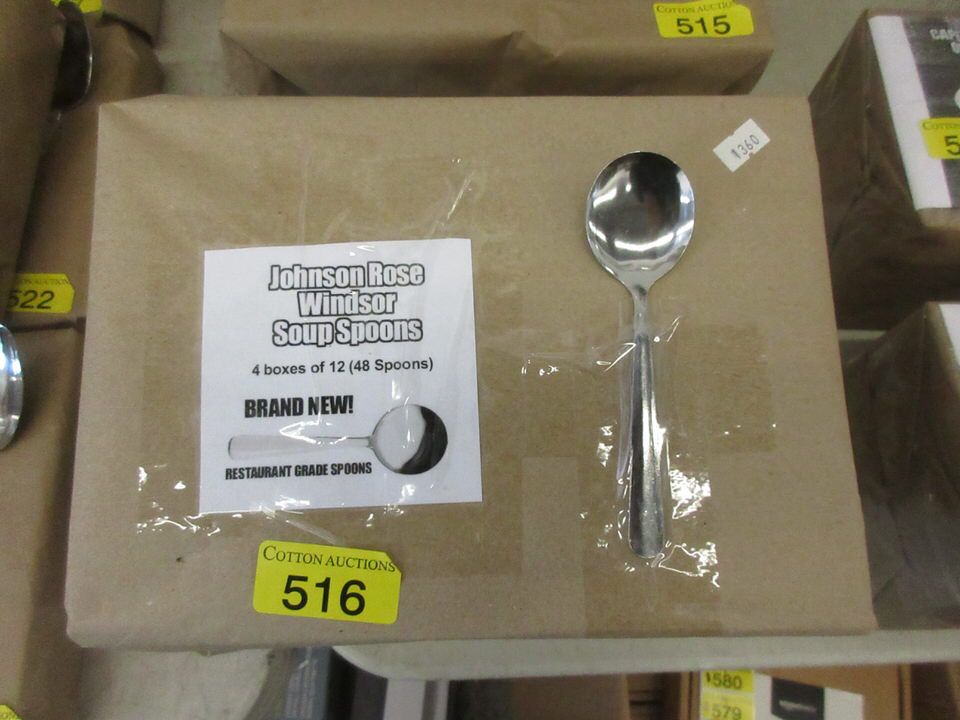 COTTON AUCTIONS
515
1360
522
Johnson Rose
Windsor
Soup Spoons
4 boxes of 12 (48 Spoons)
BRAND NEW!
RESTAURANT GRADE SPOONS
COTTON AUCTIONS
516
580
579